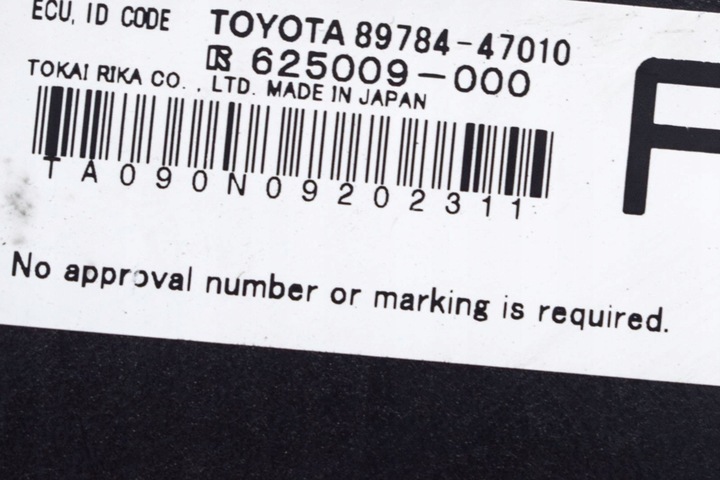 ECU, ID CODE TOYOTA 89784-47010
625009-000
TOKAI RIKA CO., LTD. MADE IN JAPAN
F
TA090N09202311
No approval number or marking is required.